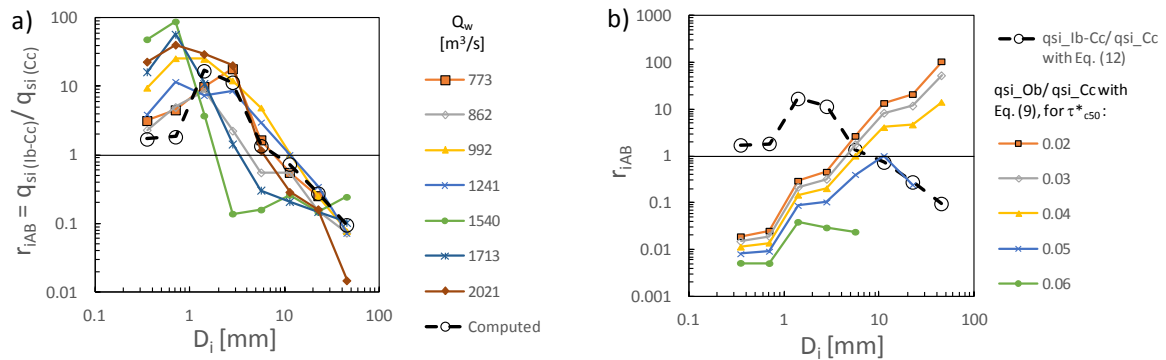 a)
100
10
1
0.1
0.01
0.1
1
10
100
r_iAB = q_si (Ib-Cc)/ q_si (Cc)
D_i [mm]
Q_w
[m³/s]
773
862
992
1241
1540
1713
2021
Computed
b)
1000
100
10
1
0.1
0.01
0.001
0.1
1
10
100
r_iAB
D_i [mm]
qsi_Ib-Cc/ qsi_Cc
with Eq. (12)
qsi_Ob/ qsi_Cc with
Eq. (9), for τ*_c50 :
0.02
0.03
0.04
0.05
0.06